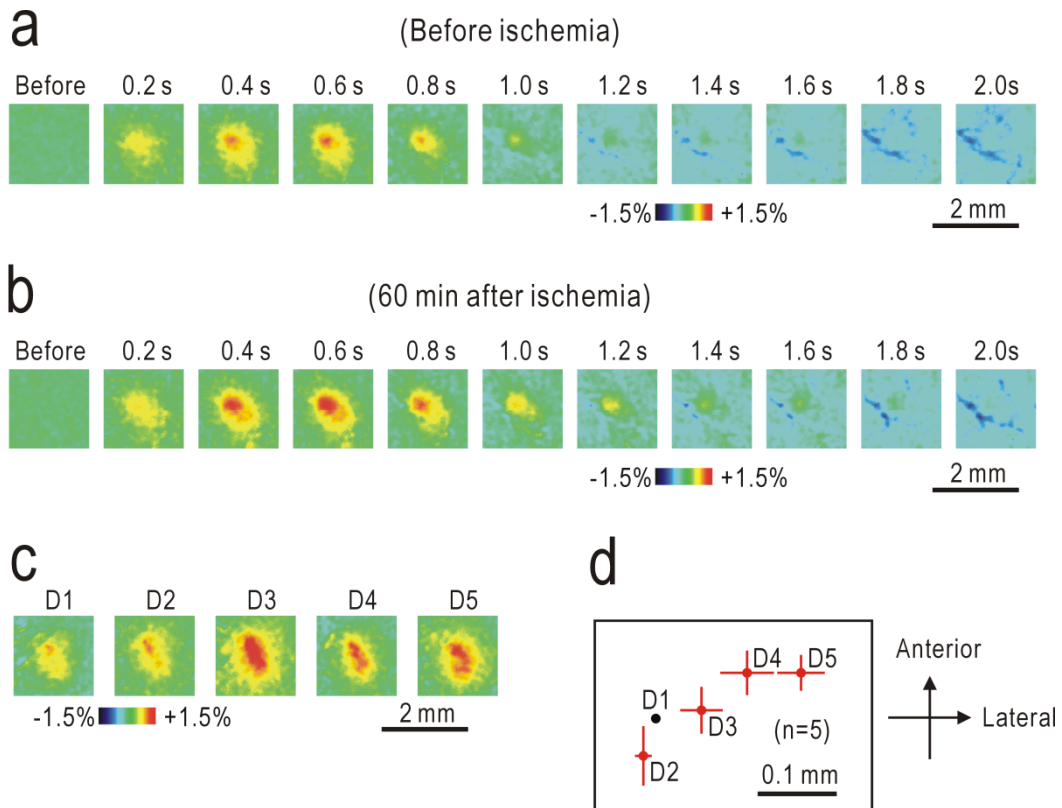 a
(Before ischemia)
Before 0.2 s 0.4 s 0.6 s 0.8 s 1.0 s 1.2 s 1.4 s 1.6 s 1.8 s 2.0s
-1.5% +1.5%
2 mm
b
(60 min after ischemia)
Before 0.2 s 0.4 s 0.6 s 0.8 s 1.0 s 1.2 s 1.4 s 1.6 s 1.8 s 2.0s
-1.5% +1.5%
2 mm
c
D1 D2 D3 D4 D5
-1.5% +1.5%
2 mm
d
D4 D5
D1
D3
(n=5)
D2
0.1 mm
Anterior
Lateral